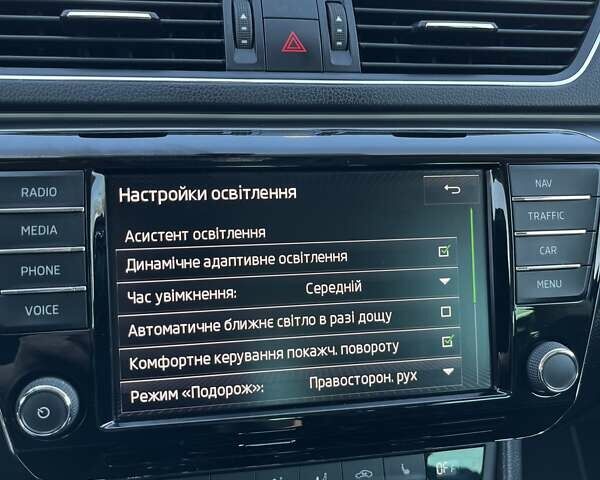 RADIO
MEDIA
PHONE
VOICE
Настройки освітлення
Асистент освітлення
Динамічне адаптивне освітлення
Час увімкнення: Середній
Автоматичне ближнє світло в разі дощу
Комфортне керування покажч. повороту
Режим «Подорож»: Правосторон. рух
NAV
TRAFFIC
CAR
MENU
OFF